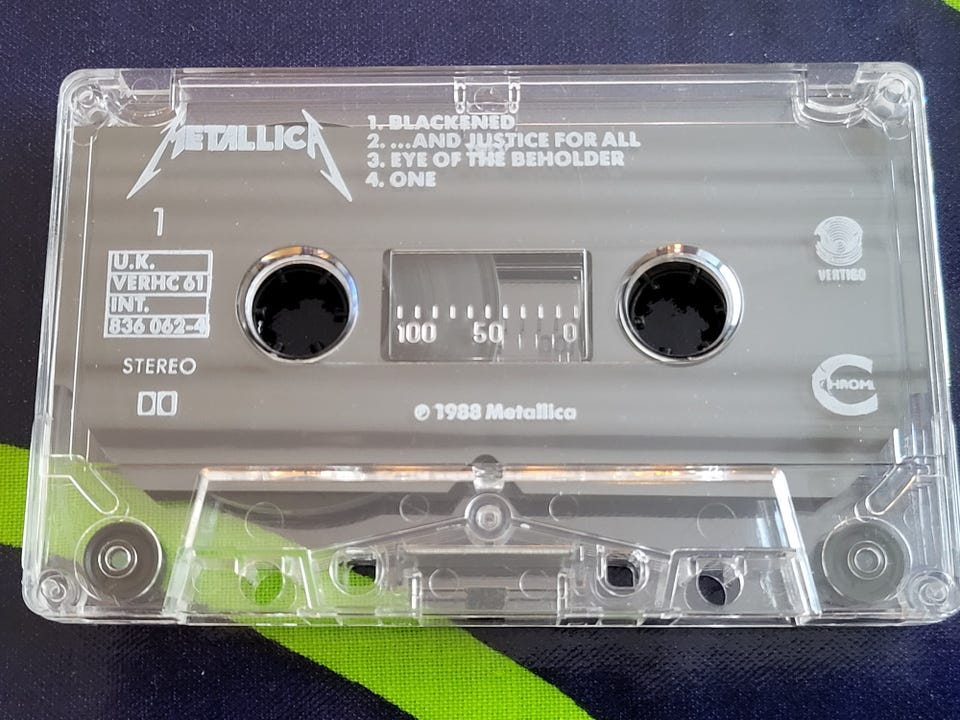 METALLICA
1. BLACKENED
2. ...AND JUSTICE FOR ALL
3. EYE OF THE BEHOLDER
4. ONE
1
U.K.
VERHC 61
INT.
836 062-4
STEREO
VERTIGO
CHROME
100 50 0
℗ 1988 Metallica